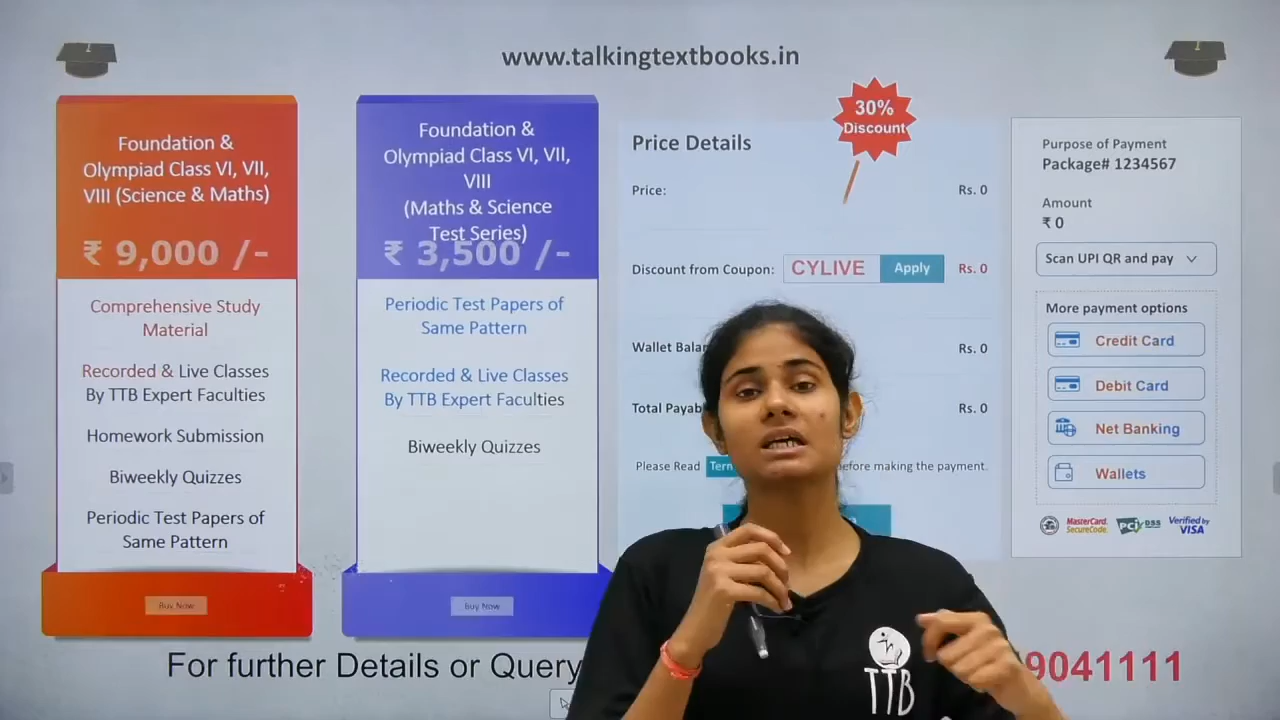 www.talkingtextbooks.in
Foundation &
Olympiad Class VI, VII,
VIII (Science & Maths)
₹ 9,000 /-
Comprehensive Study
Material
Recorded & Live Classes
By TTB Expert Faculties
Homework Submission
Biweekly Quizzes
Periodic Test Papers of
Same Pattern
Buy Now
Foundation &
Olympiad Class VI, VII,
VIII
(Maths & Science
Test Series)
₹ 3,500 /-
Periodic Test Papers of
Same Pattern
Recorded & Live Classes
By TTB Expert Faculties
Biweekly Quizzes
Buy Now
30%
Discount
Price Details
Price: Rs. 0
Discount from Coupon: CYLIVE Apply Rs. 0
Wallet Rs. 0
Total Rs. 0
Please Read before making the payment.
Purpose of Payment
Package# 1234567
Amount
₹ 0
Scan UPI QR and pay
More payment options
Credit Card
Debit Card
Net Banking
Wallets
MasterCard.
SecureCode.
PCI DSS
Verified by
VISA
For further Details or Query 9041111
TTB